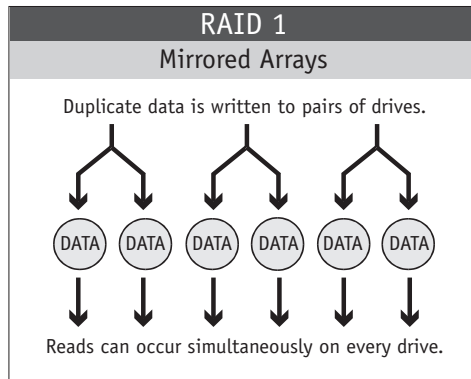 RAID 1
Mirrored Arrays
Duplicate data is written to pairs of drives.
DATA DATA DATA DATA DATA DATA
Reads can occur simultaneously on every drive.